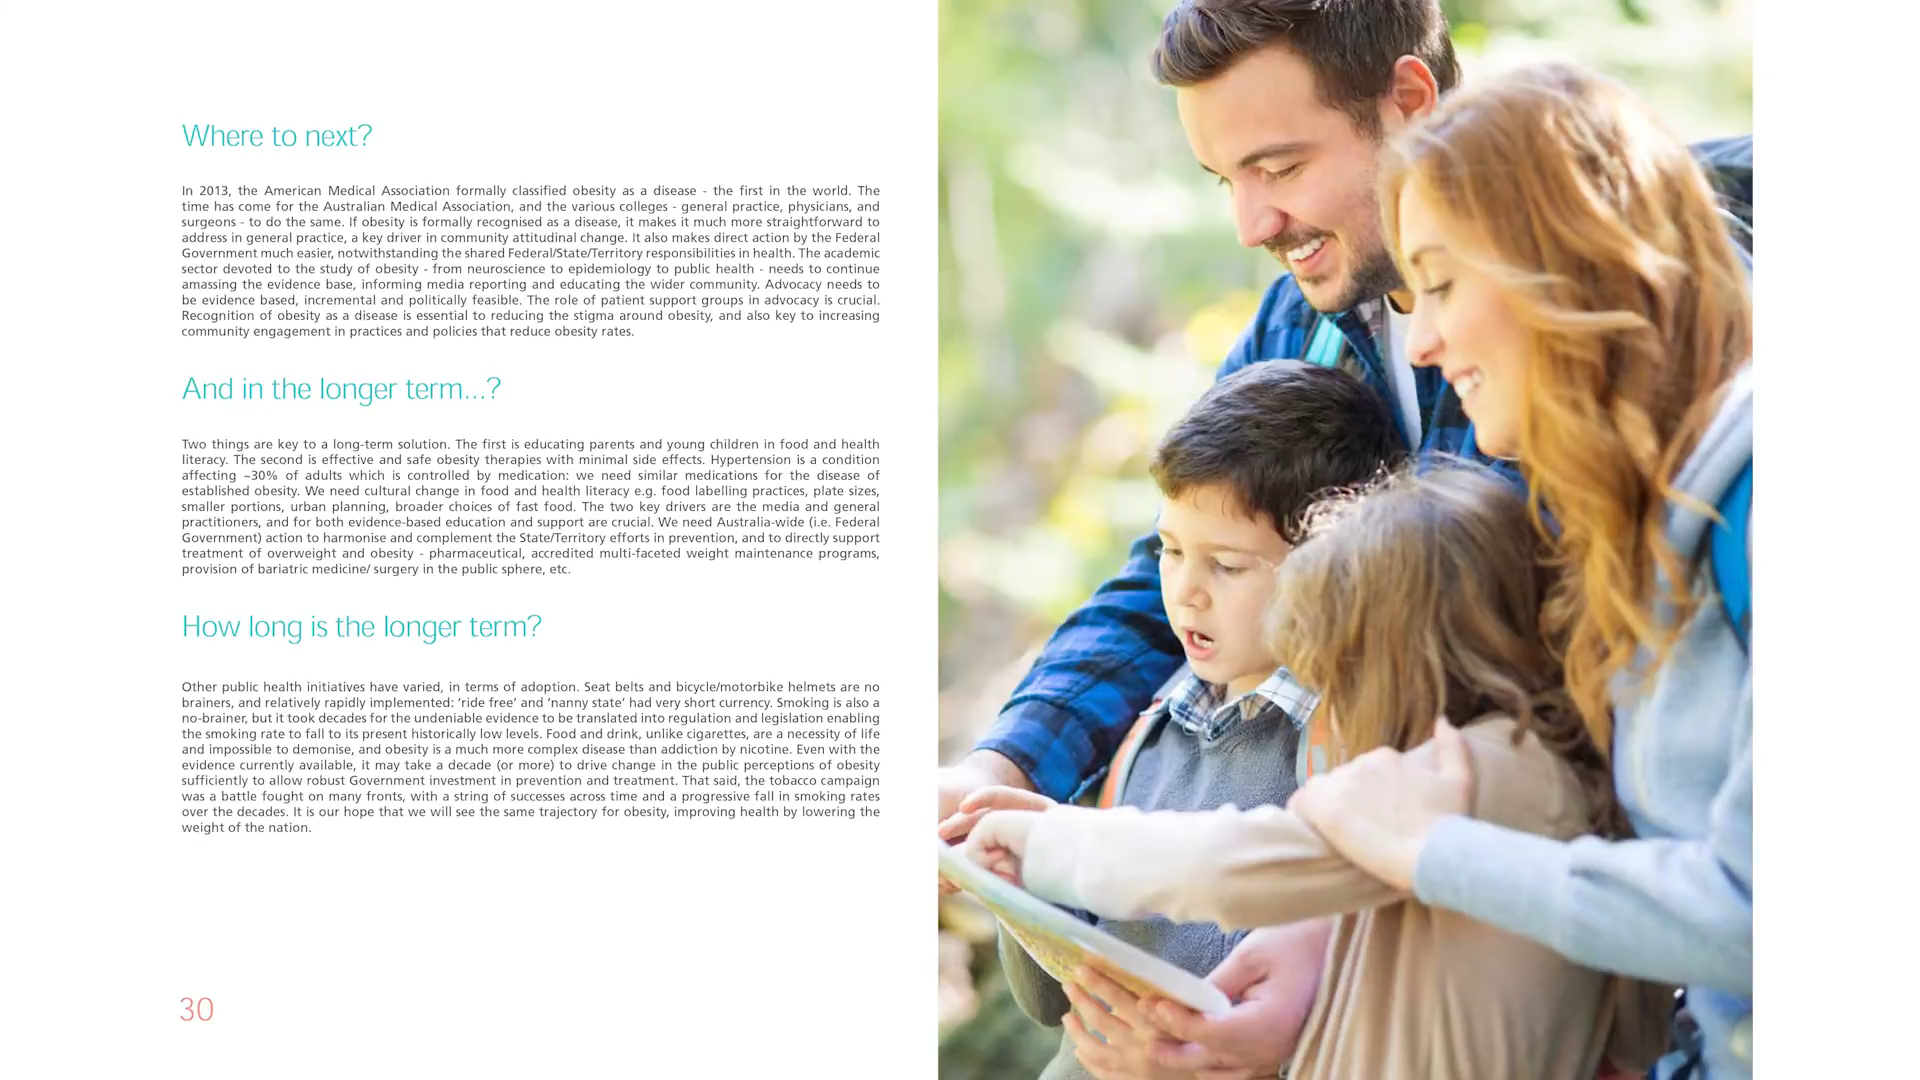 Where to next?
In 2013, the American Medical Association formally classified obesity as a disease - the first in the world. The
time has come for the Australian Medical Association, and the various colleges - general practice, physicians, and
surgeons - to do the same. If obesity is formally recognised as a disease, it makes it much more straightforward to
address in general practice, a key driver in community attitudinal change. It also makes direct action by the Federal
Government much easier, notwithstanding the shared Federal/State/Territory responsibilities in health. The academic
sector devoted to the study of obesity - from neuroscience to epidemiology to public health - needs to continue
amassing the evidence base, informing media reporting and educating the wider community. Advocacy needs to
be evidence based, incremental and politically feasible. The role of patient support groups in advocacy is crucial.
Recognition of obesity as a disease is essential to reducing the stigma around obesity, and also key to increasing
community engagement in practices and policies that reduce obesity rates.
And in the longer term...?
Two things are key to a long-term solution. The first is educating parents and young children in food and health
literacy. The second is effective and safe obesity therapies with minimal side effects. Hypertension is a condition
affecting ~30% of adults which is controlled by medication: we need similar medications for the disease of
established obesity. We need cultural change in food and health literacy e.g. food labelling practices, plate sizes,
smaller portions, urban planning, broader choices of fast food. The two key drivers are the media and general
practitioners, and for both evidence-based education and support are crucial. We need Australia-wide (i.e. Federal
Government) action to harmonise and complement the State/Territory efforts in prevention, and to directly support
treatment of overweight and obesity - pharmaceutical, accredited multi-faceted weight maintenance programs,
provision of bariatric medicine/ surgery in the public sphere, etc.
How long is the longer term?
Other public health initiatives have varied, in terms of adoption. Seat belts and bicycle/motorbike helmets are no
brainers, and relatively rapidly implemented: ‘ride free’ and ‘nanny state’ had very short currency. Smoking is also a
no-brainer, but it took decades for the undeniable evidence to be translated into regulation and legislation enabling
the smoking rate to fall to its present historically low levels. Food and drink, unlike cigarettes, are a necessity of life
and impossible to demonise, and obesity is a much more complex disease than addiction by nicotine. Even with the
evidence currently available, it may take a decade (or more) to drive change in the public perceptions of obesity
sufficiently to allow robust Government investment in prevention and treatment. That said, the tobacco campaign
was a battle fought on many fronts, with a string of successes across time and a progressive fall in smoking rates
over the decades. It is our hope that we will see the same trajectory for obesity, improving health by lowering the
weight of the nation.
30